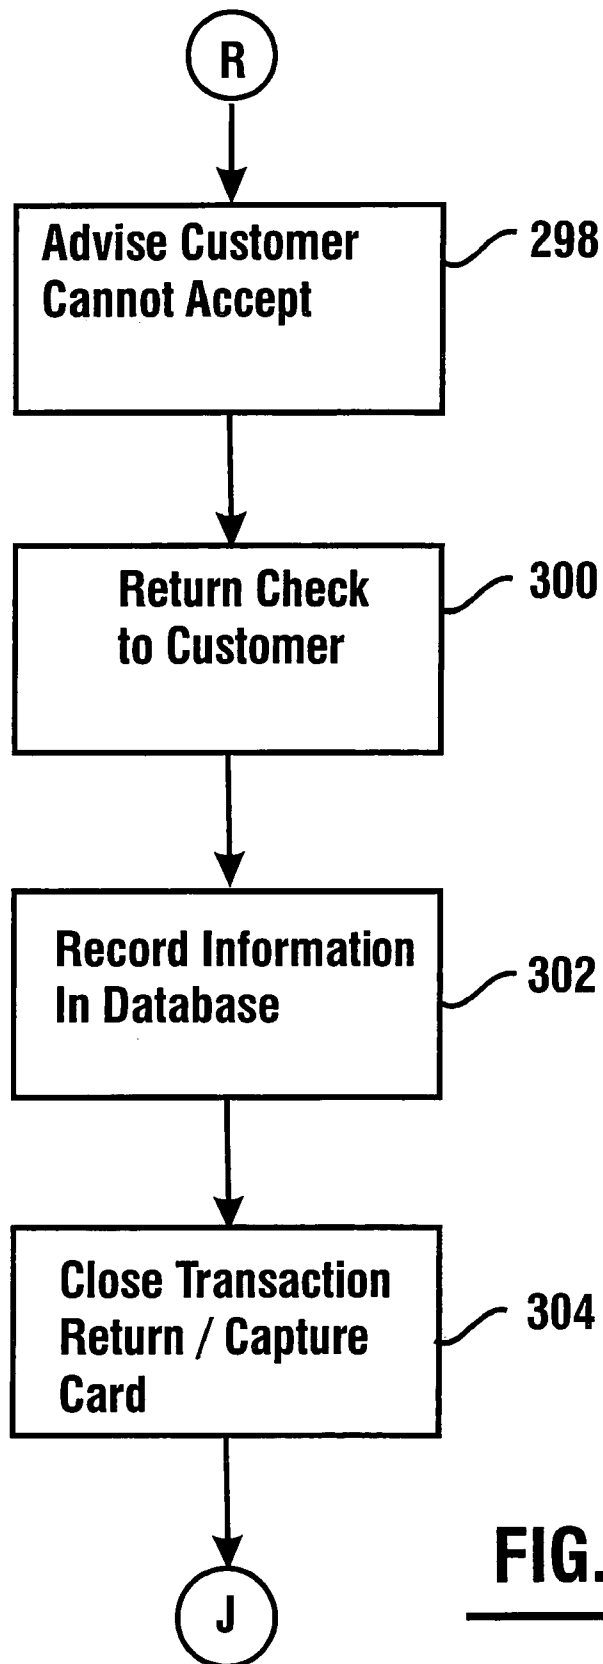 R
Advise Customer
Cannot Accept
298
Return Check
to Customer
300
Record Information
In Database
302
Close Transaction
Return / Capture
Card
304
J
FIG.